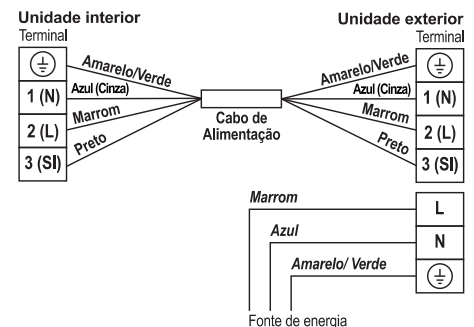 Unidade interior
Terminal
Amarelo/Verde
1 (N)
Azul (Cinza)
2 (L)
Marrom
3 (SI)
Preto
Cabo de
Alimentação
Unidade exterior
Terminal
Amarelo/Verde
Azul (Cinza)
1 (N)
Marrom
2 (L)
Preto
3 (SI)
Marrom
L
Azul
N
Amarelo/ Verde
Fonte de energia